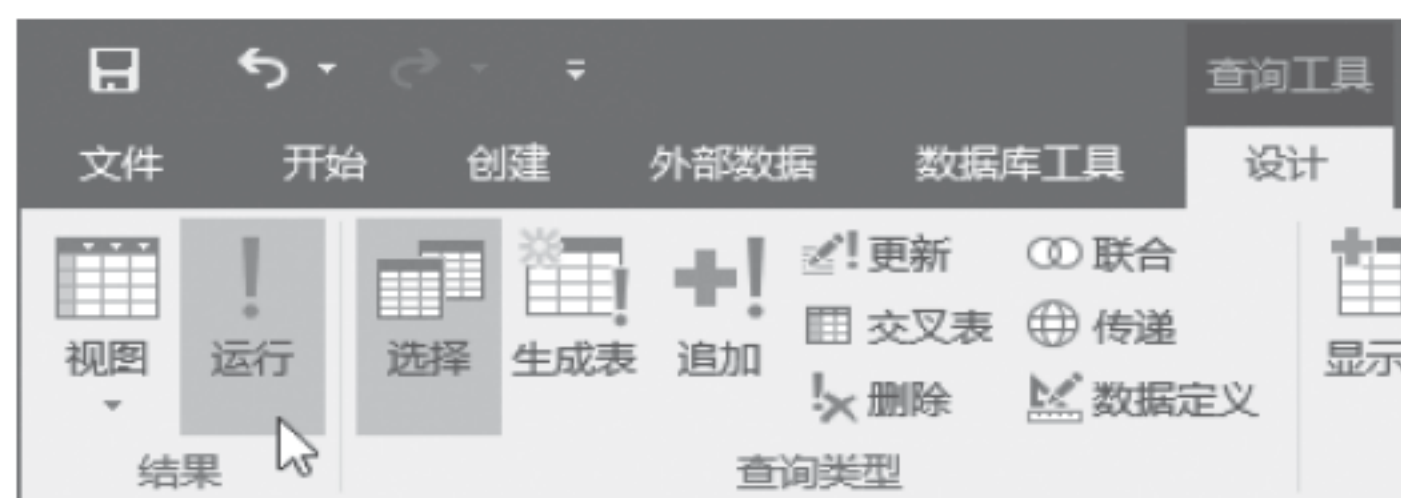 查询工具
文件 开始 创建 外部数据 数据库工具 设计
更新 联合
交叉表 传递
视图 运行 选择 生成表 追加 显示
删除 数据定义
结果 查询类型